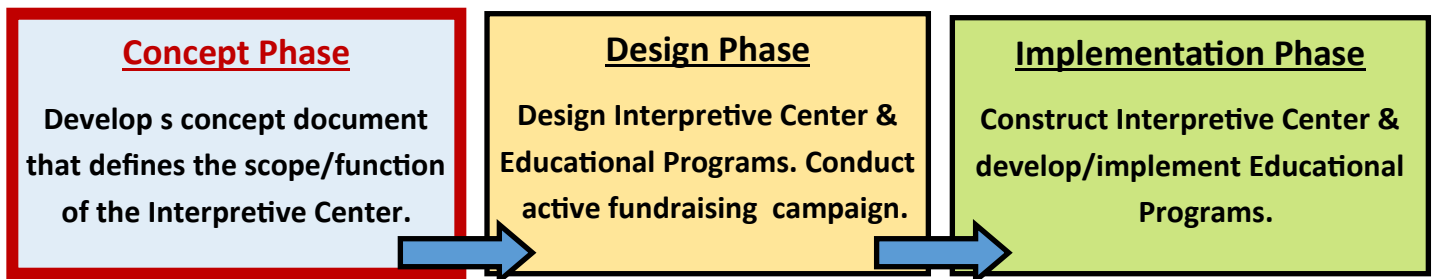 Concept Phase
Develop s concept document
that defines the scope/function
of the Interpretive Center.
Design Phase
Design Interpretive Center &
Educational Programs. Conduct
active fundraising campaign.
Implementation Phase
Construct Interpretive Center &
develop/implement Educational
Programs.